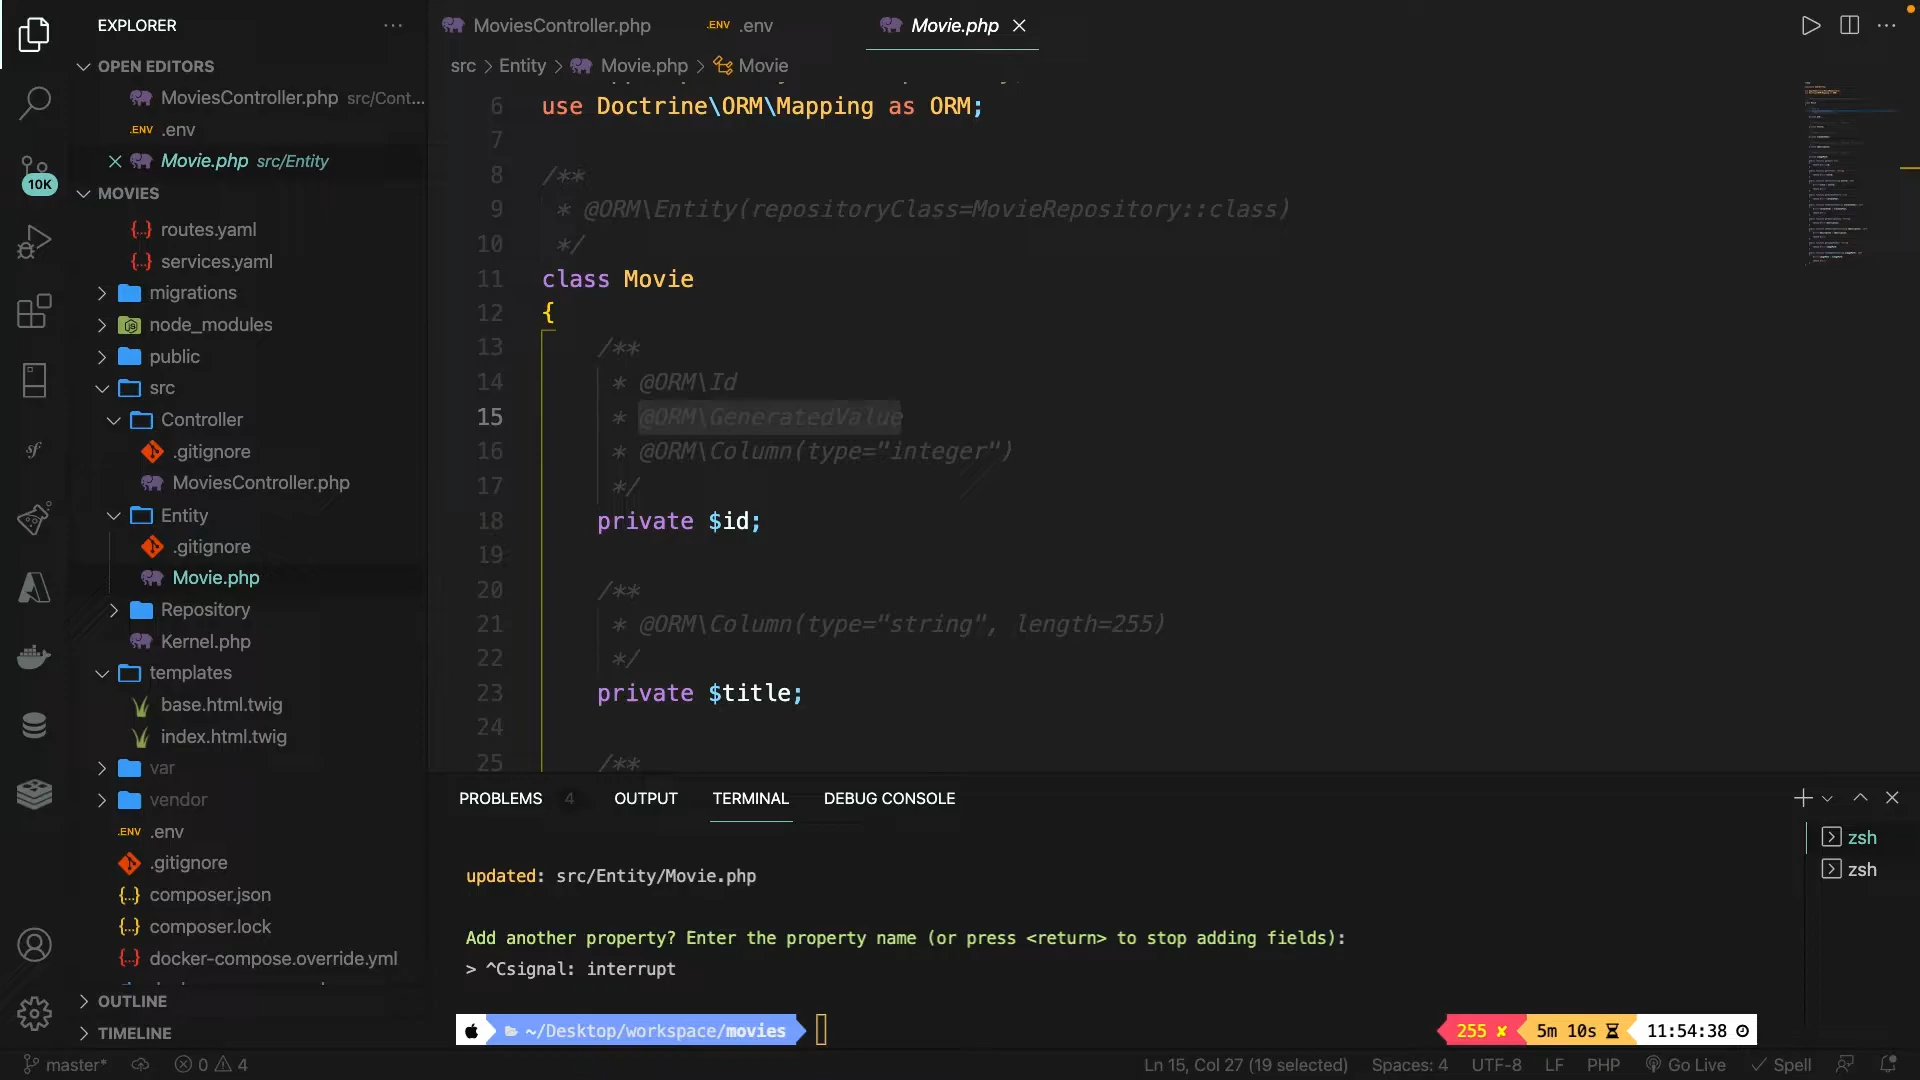 EXPLORER
OPEN EDITORS
MoviesController.php src/Cont...
.ENV .env
Movie.php src/Entity
10K
MOVIES
routes.yaml
services.yaml
migrations
node_modules
public
src
Controller
.gitignore
MoviesController.php
Entity
.gitignore
Movie.php
Repository
Kernel.php
templates
base.html.twig
index.html.twig
var
vendor
.ENV .env
.gitignore
composer.json
composer.lock
docker-compose.override.yml
OUTLINE
TIMELINE
MoviesController.php
.ENV .env
Movie.php
src > Entity > Movie.php > Movie
6 use Doctrine\ORM\Mapping as ORM;
7
8 /**
9 * @ORM\Entity(repositoryClass=MovieRepository::class)
10 */
11 class Movie
12 {
13 /**
14 * @ORM\Id
15 * @ORM\GeneratedValue
16 * @ORM\Column(type="integer")
17 */
18 private $id;
19
20 /**
21 * @ORM\Column(type="string", length=255)
22 */
23 private $title;
24
25 /**
PROBLEMS 4 OUTPUT TERMINAL DEBUG CONSOLE
zsh
zsh
updated: src/Entity/Movie.php
Add another property? Enter the property name (or press <return> to stop adding fields):
> ^Csignal: interrupt
~/Desktop/workspace/movies
255 ✘ 5m 10s 11:54:38
master* 0 4
Ln 15, Col 27 (19 selected) Spaces: 4 UTF-8 LF PHP Go Live Spell